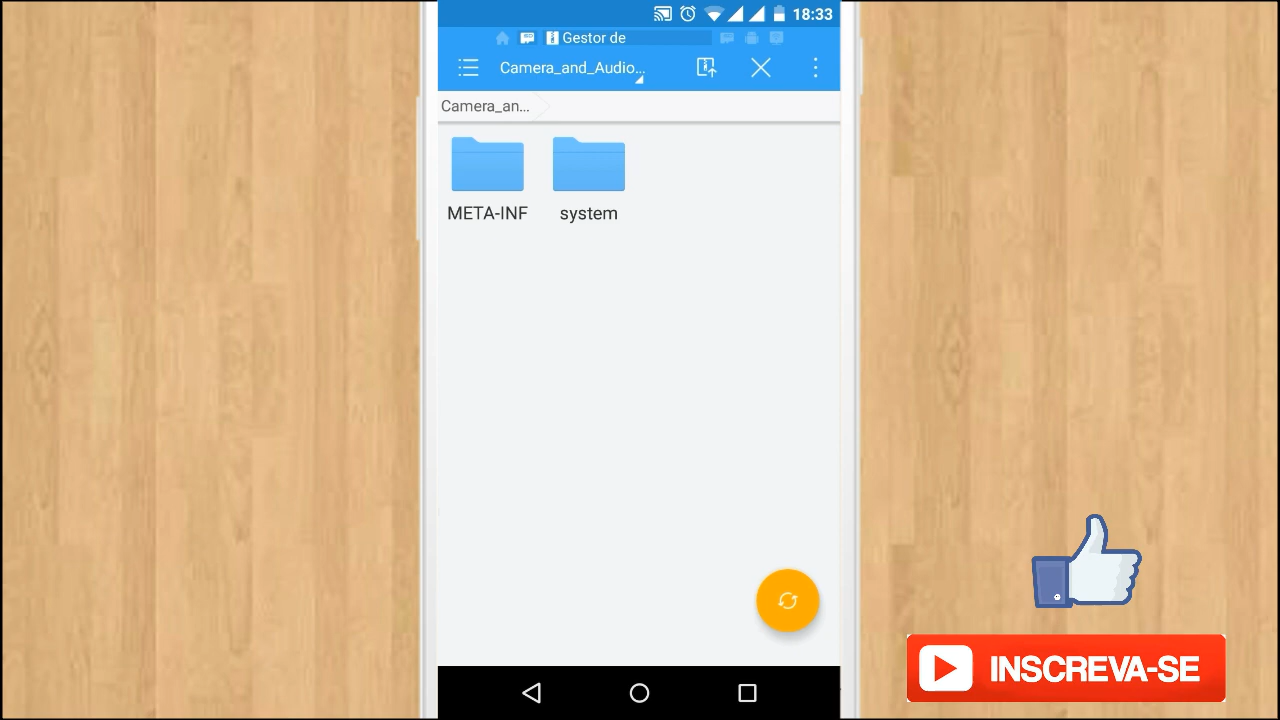 18:33
Gestor de
Camera_and_Audio...
Camera_an...
META-INF
system
INSCREVA-SE